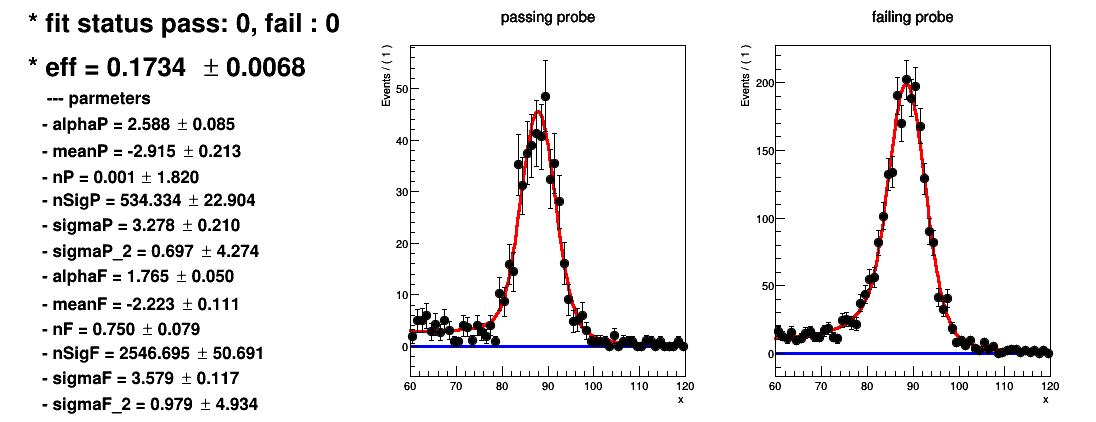 * fit status pass: 0, fail : 0
* eff = 0.1734 ± 0.0068
--- parmeters
- alphaP = 2.588 ± 0.085
- meanP = -2.915 ± 0.213
- nP = 0.001 ± 1.820
- nSigP = 534.334 ± 22.904
- sigmaP = 3.278 ± 0.210
- sigmaP_2 = 0.697 ± 4.274
- alphaF = 1.765 ± 0.050
- meanF = -2.223 ± 0.111
- nF = 0.750 ± 0.079
- nSigF = 2546.695 ± 50.691
- sigmaF = 3.579 ± 0.117
- sigmaF_2 = 0.979 ± 4.934
passing probe
Events / ( 1 )
50
40
30
20
10
0
60 70 80 90 100 110 120
x
failing probe
Events / ( 1 )
200
150
100
50
0
60 70 80 90 100 110 120
x